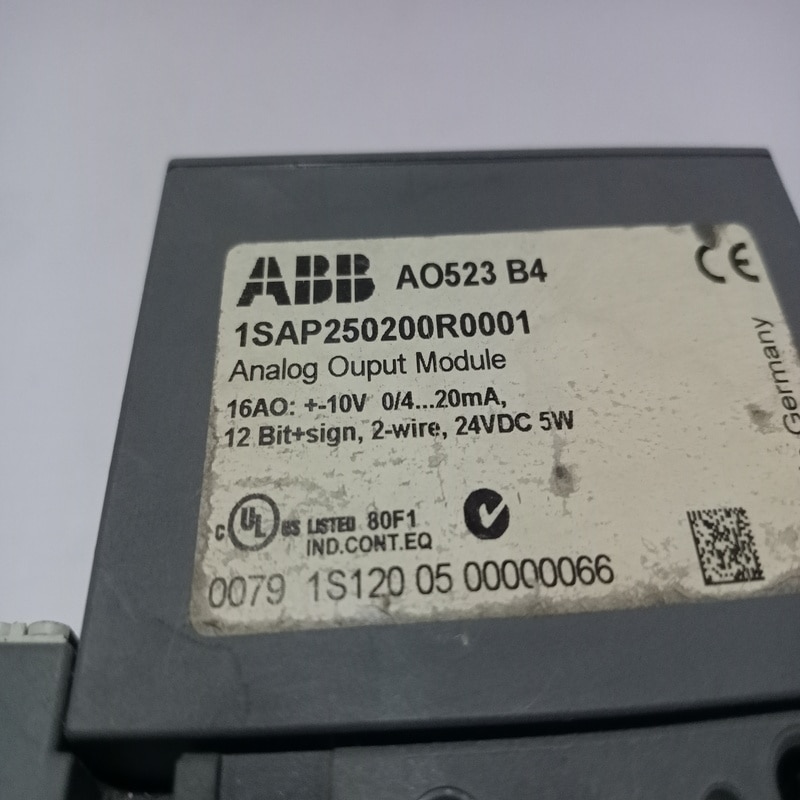 ABB AO523 B4
CE
1SAP250200R0001
Analog Ouput Module
16AO: +-10V 0/4...20mA,
12 Bit+sign, 2-wire, 24VDC 5W
C UL US LISTED 80F1
IND.CONT.EQ
0079 1S120 05 00000066
Germany